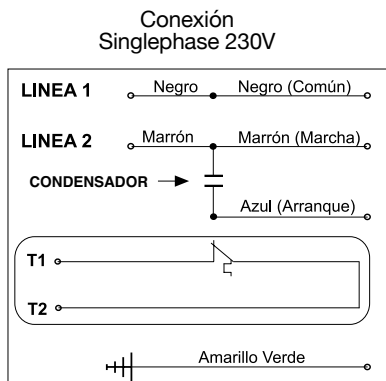 Conexión
Singlephase 230V
LINEA 1 Negro Negro (Común)
LINEA 2 Marrón Marrón (Marcha)
CONDENSADOR
Azul (Arranque)
T1
T2
Amarillo Verde